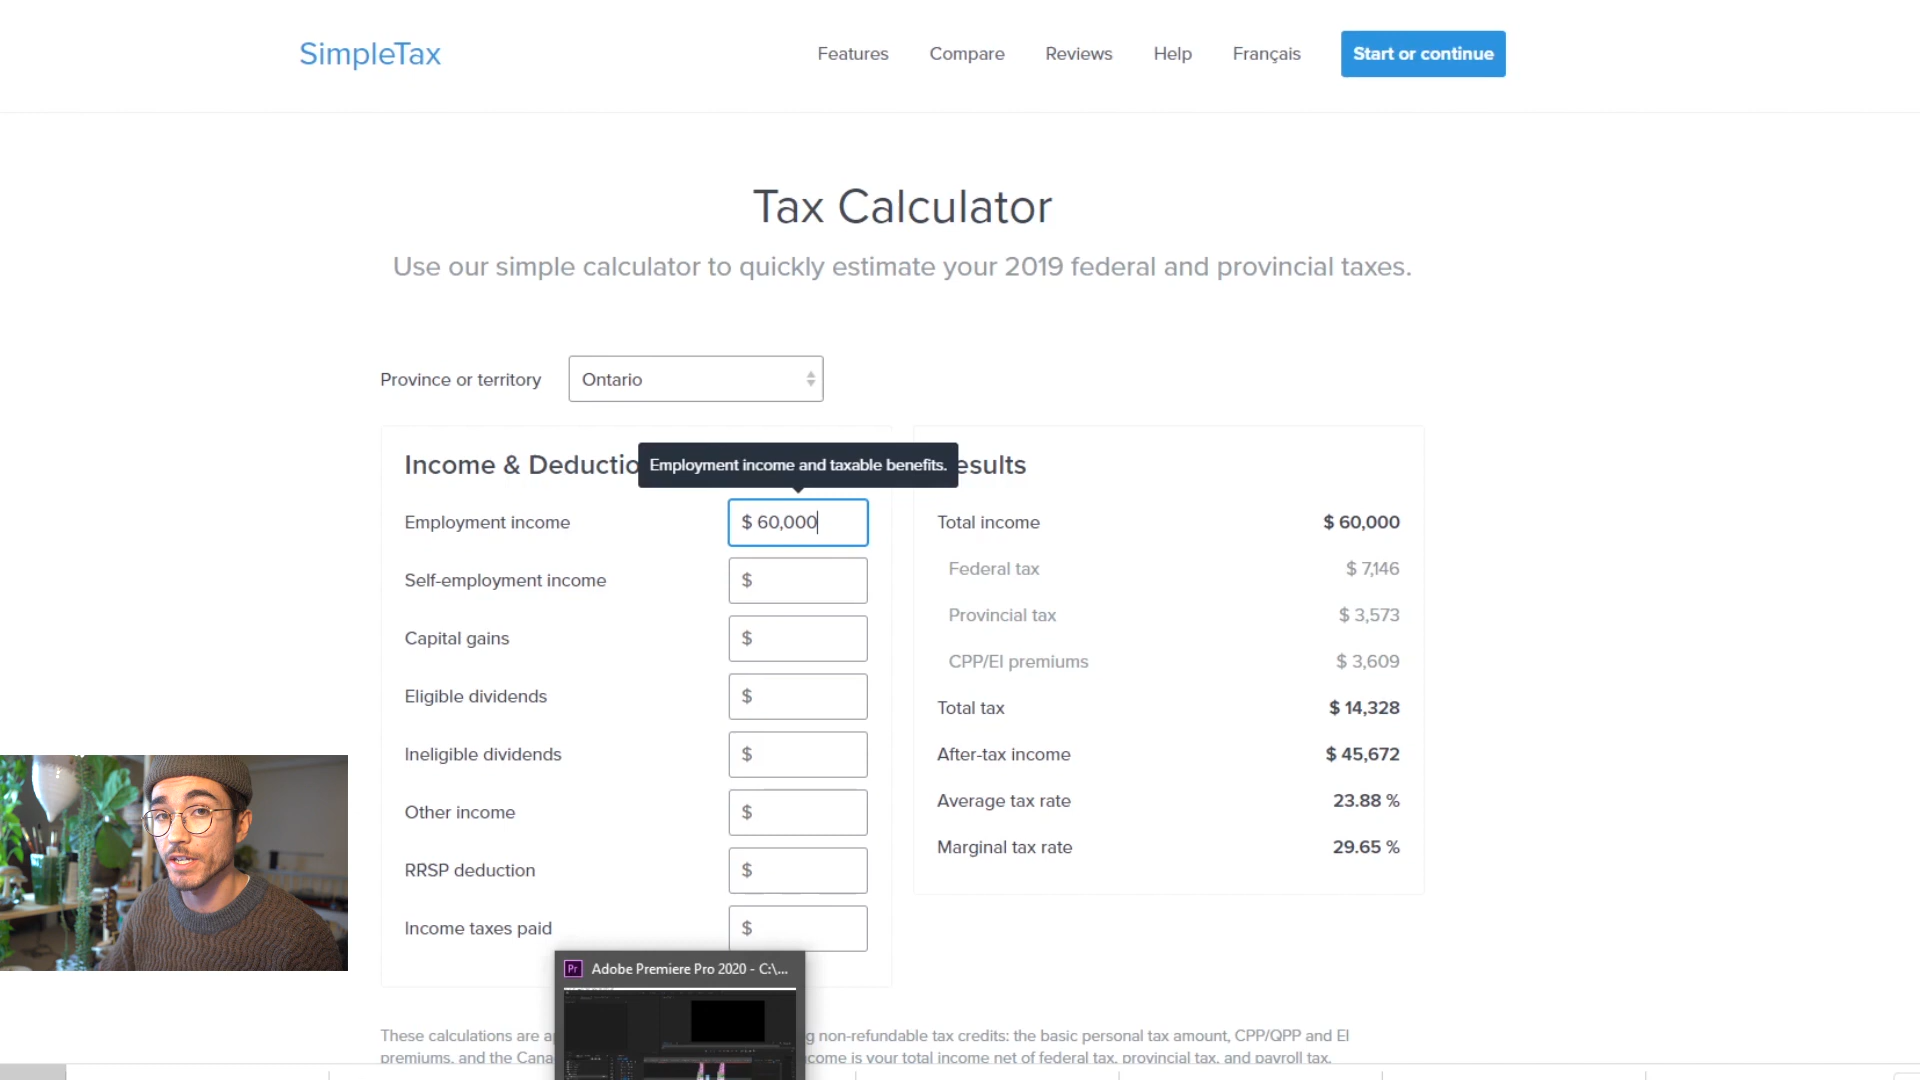 SimpleTax
Features
Compare
Reviews
Help
Français
Start or continue
Tax Calculator
Use our simple calculator to quickly estimate your 2019 federal and provincial taxes.
Province or territory
Ontario
Income & Deductio
Employment income and taxable benefits.
esults
Employment income
$ 60,000
Self-employment income
$
Capital gains
$
Eligible dividends
$
Ineligible dividends
$
Other income
$
RRSP deduction
$
Income taxes paid
$
Total income
$ 60,000
Federal tax
$ 7,146
Provincial tax
$ 3,573
CPP/EI premiums
$ 3,609
Total tax
$ 14,328
After-tax income
$ 45,672
Average tax rate
23.88 %
Marginal tax rate
29.65 %
Pr
Adobe Premiere Pro 2020 - C:\...
These calculations are a
g non-refundable tax credits: the basic personal tax amount, CPP/QPP and EI
premiums, and the Cana
come is your total income net of federal tax, provincial tax, and payroll tax.